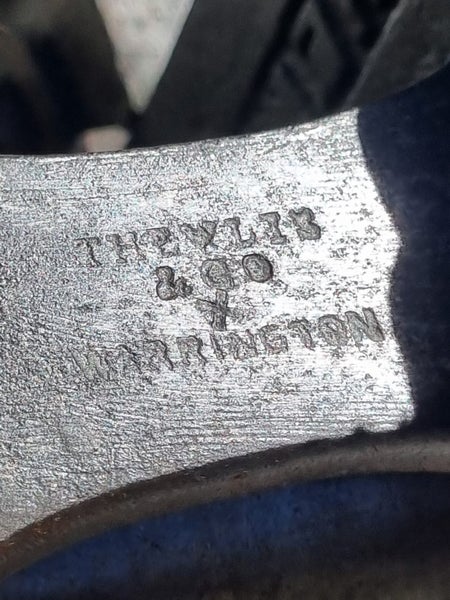 THEWLIS
& CO
WARRINGTON